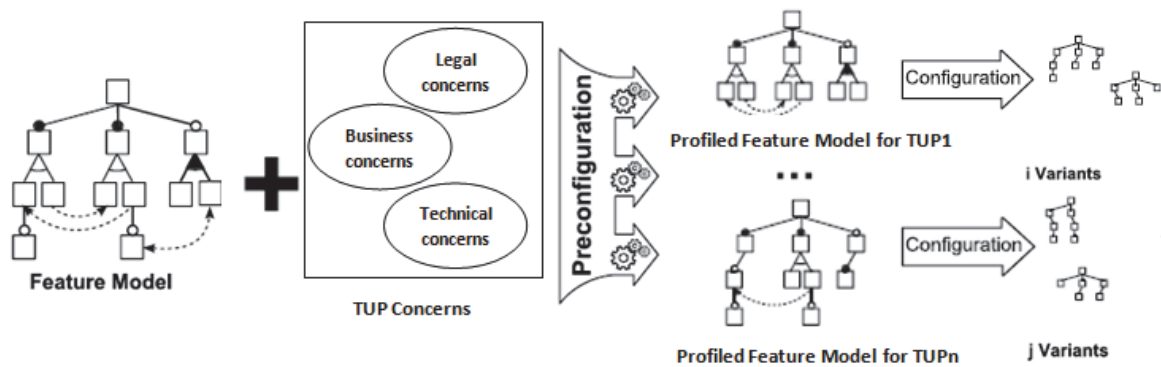 Feature Model
Legal
concerns
Business
concerns
Technical
concerns
TUP Concerns
Preconfiguration
Profiled Feature Model for TUP1
...
Profiled Feature Model for TUPn
Configuration
i Variants
Configuration
j Variants